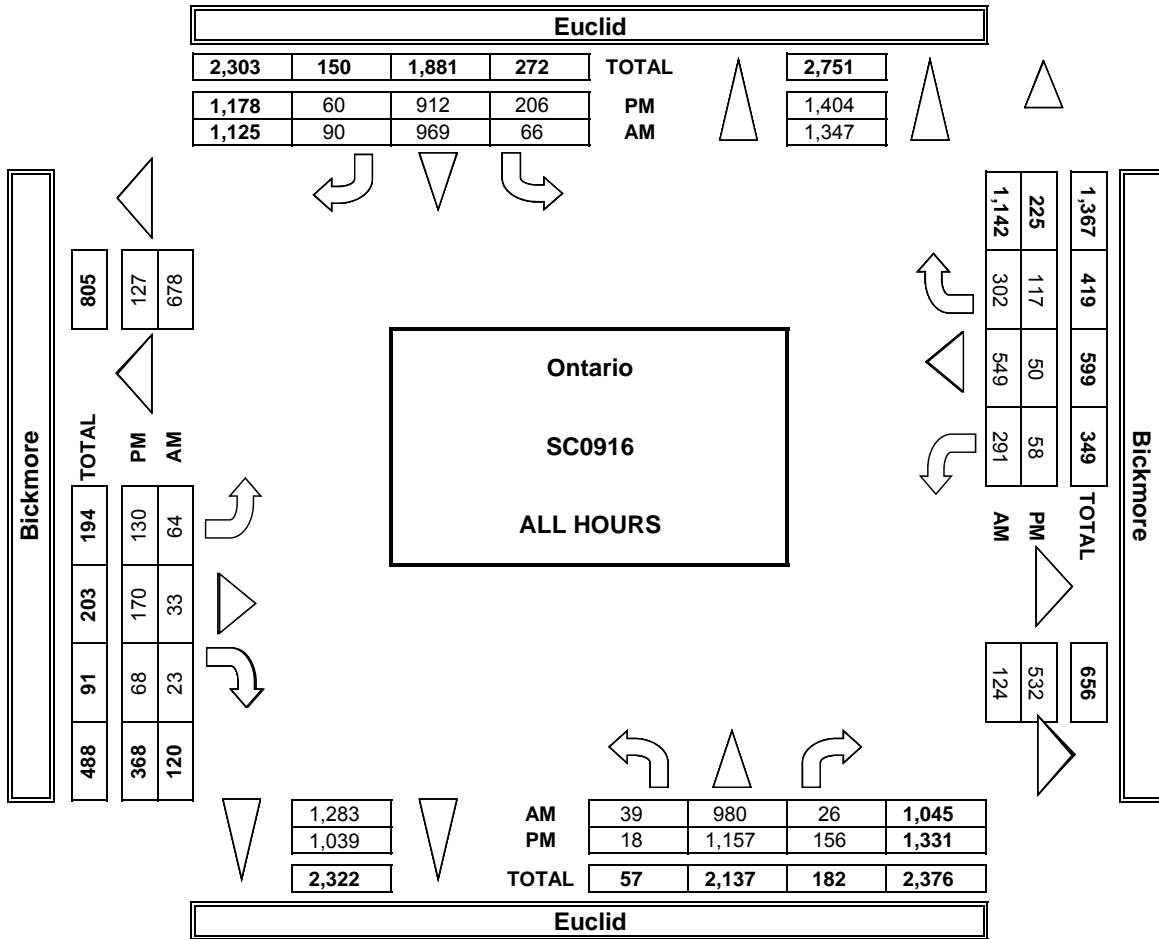 Euclid
2,303 150 1,881 272 TOTAL 2,751
1,178 60 912 206 PM 1,404
1,125 90 969 66 AM 1,347
Bickmore
805
127
678
TOTAL
PM
AM
194 203 91 488
130 170 68 368
64 33 23 120
Ontario
SC0916
ALL HOURS
1,367 419 599 349 TOTAL 656
225 117 50 58 PM 532
1,142 302 549 291 AM 124
Bickmore
1,283 AM 39 980 26 1,045
1,039 PM 18 1,157 156 1,331
2,322 TOTAL 57 2,137 182 2,376
Euclid